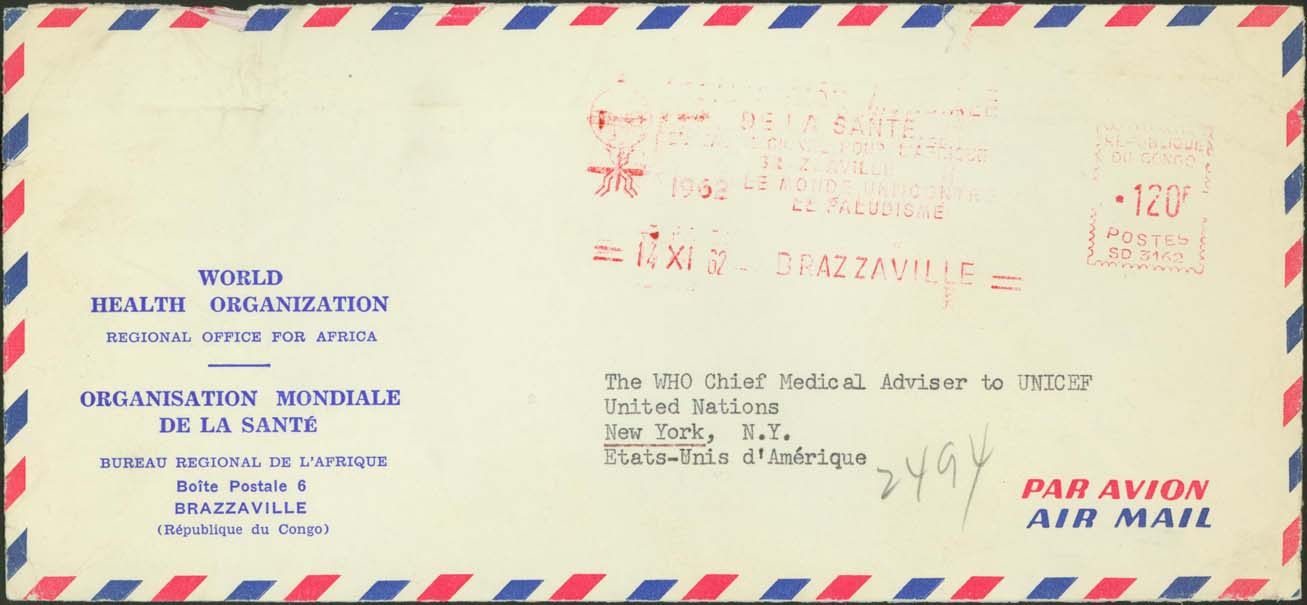 DE LA SANTE
1962 LE MONDE UNI CONTRE
LE PALUDISME
14 XI 62 - BRAZZAVILLE
REPUBLIQUE
DU CONGO
120F
POSTES
SD 3162
WORLD
HEALTH ORGANIZATION
REGIONAL OFFICE FOR AFRICA
ORGANISATION MONDIALE
DE LA SANTÉ
BUREAU REGIONAL DE L'AFRIQUE
Boîte Postale 6
BRAZZAVILLE
(République du Congo)
The WHO Chief Medical Adviser to UNICEF
United Nations
New York, N.Y.
Etats-Unis d'Amérique
2494
PAR AVION
AIR MAIL